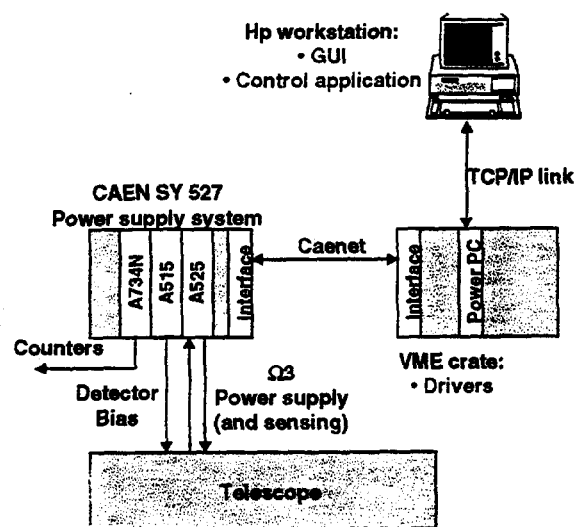 Hp workstation:
• GUI
• Control application
TCP/IP link
CAEN SY 527
Power supply system
A734N
A515
A525
Interface
Caenet
Interface
Power PC
Counters
Detector
Bias
Ω3
Power supply
(and sensing)
VME crate:
• Drivers
Telescope